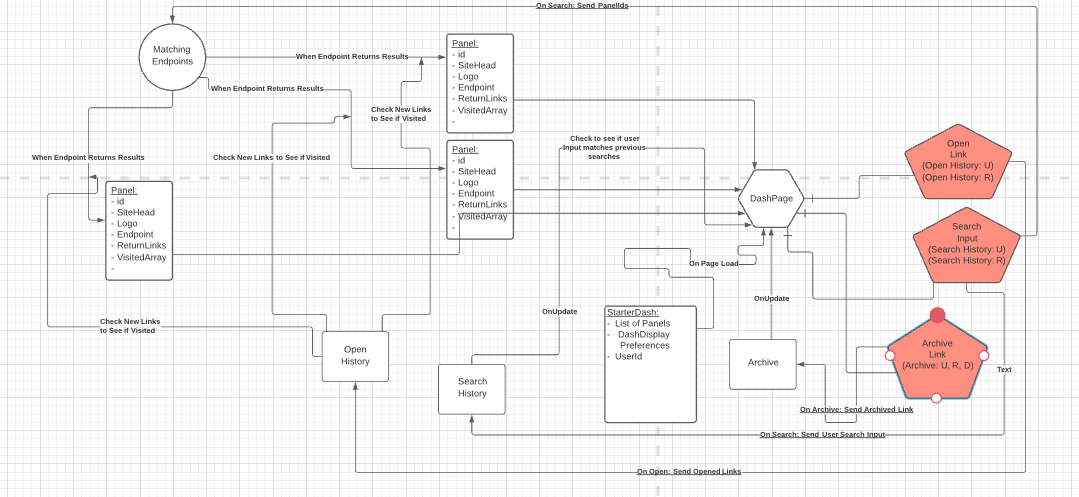 On Search: Send PanelIds
Matching
Endpoints
When Endpoint Returns Results
When Endpoint Returns Results
Panel:
- id
- SiteHead
- Logo
- Endpoint
- ReturnLinks
- VisitedArray
-
Check New Links
to See if Visited
Check to see if user
Input matches previous
searches
Open
Link
(Open History: U)
(Open History: R)
When Endpoint Returns Results
Check New Links to See if Visited
Panel:
- id
- SiteHead
- Logo
- Endpoint
- ReturnLinks
- VisitedArray
-
Panel:
- id
- SiteHead
- Logo
- Endpoint
- ReturnLinks
- VisitedArray
-
DashPage
Search
Input
(Search History: U)
(Search History: R)
On Page Load
OnUpdate
OnUpdate
StarterDash:
- List of Panels
- DashDisplay
Preferences
- UserId
Check New Links
to See if Visited
Open
History
Search
History
Archive
Archive
Link
(Archive: U, R, D)
Text
On Archive: Send Archived Link
On Search: Send User Search Input
On Open: Send Opened Links